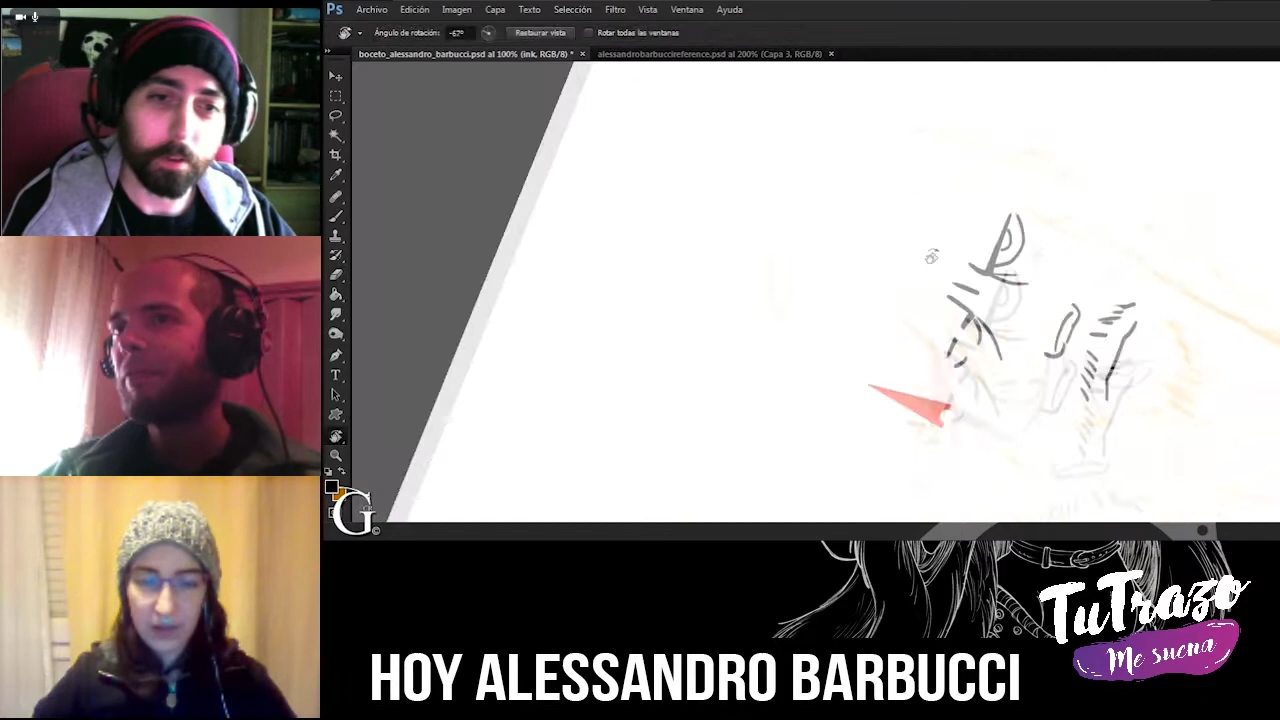 Ps Archivo Edición Imagen Capa Texto Selección Filtro Vista Ventana Ayuda
Ángulo de rotación: -67° Restaurar vista Rotar todas las ventanas
boceto_alessandro_barbucci.psd al 100% (ink, RGB/8) * × alessandrobarbuccireference.psd al 200% (Capa 3, RGB/8) ×
T
G©
TuTrazo
Me suena
HOY ALESSANDRO BARBUCCI